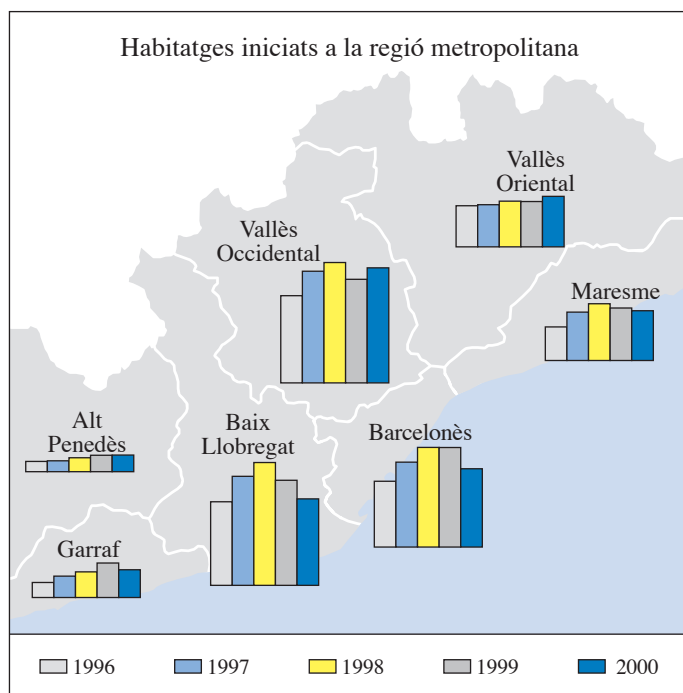 Habitatges iniciats a la regió metropolitana
Vallès
Oriental
Vallès
Occidental
Maresme
Alt
Penedès
Baix
Llobregat
Barcelonès
Garraf
1996 1997 1998 1999 2000